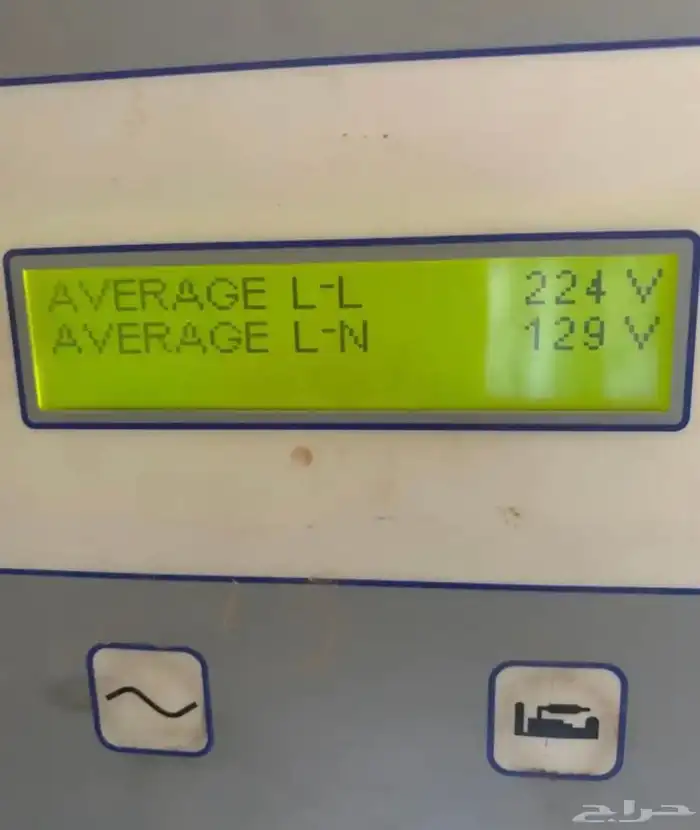 AVERAGE L-L 224 V
AVERAGE L-N 129 V
حراج